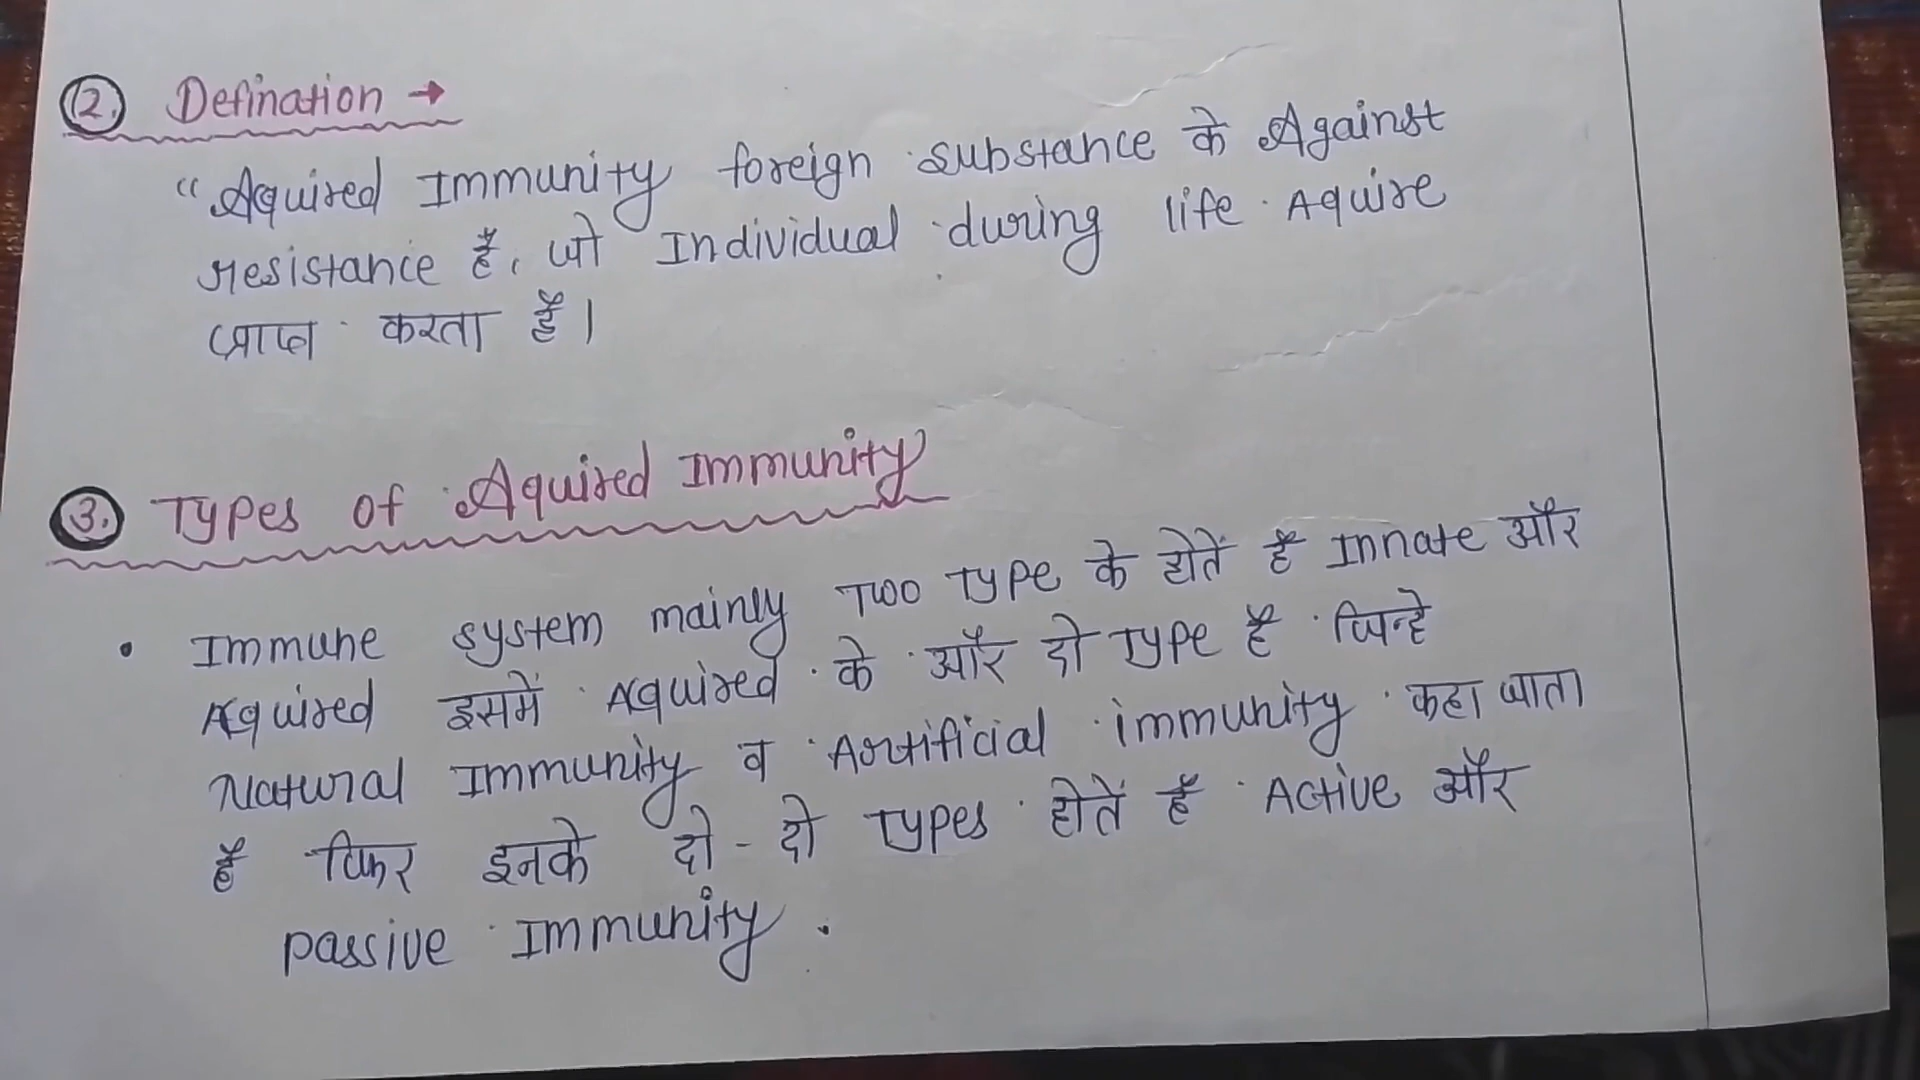 2. Defination →
"Aquired Immunity foreign substance के Against
resistance है, जो Individual during life Aquire
प्राप्त करता है।
3. Types of Aquired Immunity
• Immune system mainly Two Type के होतें हैं Innate और
Aquired इसमें Aquired के और दो Type हैं जिन्हे
Natural Immunity व Artificial immunity कहा जाता
है फिर इनके दो-दो Types होतें हैं Active और
passive Immunity.